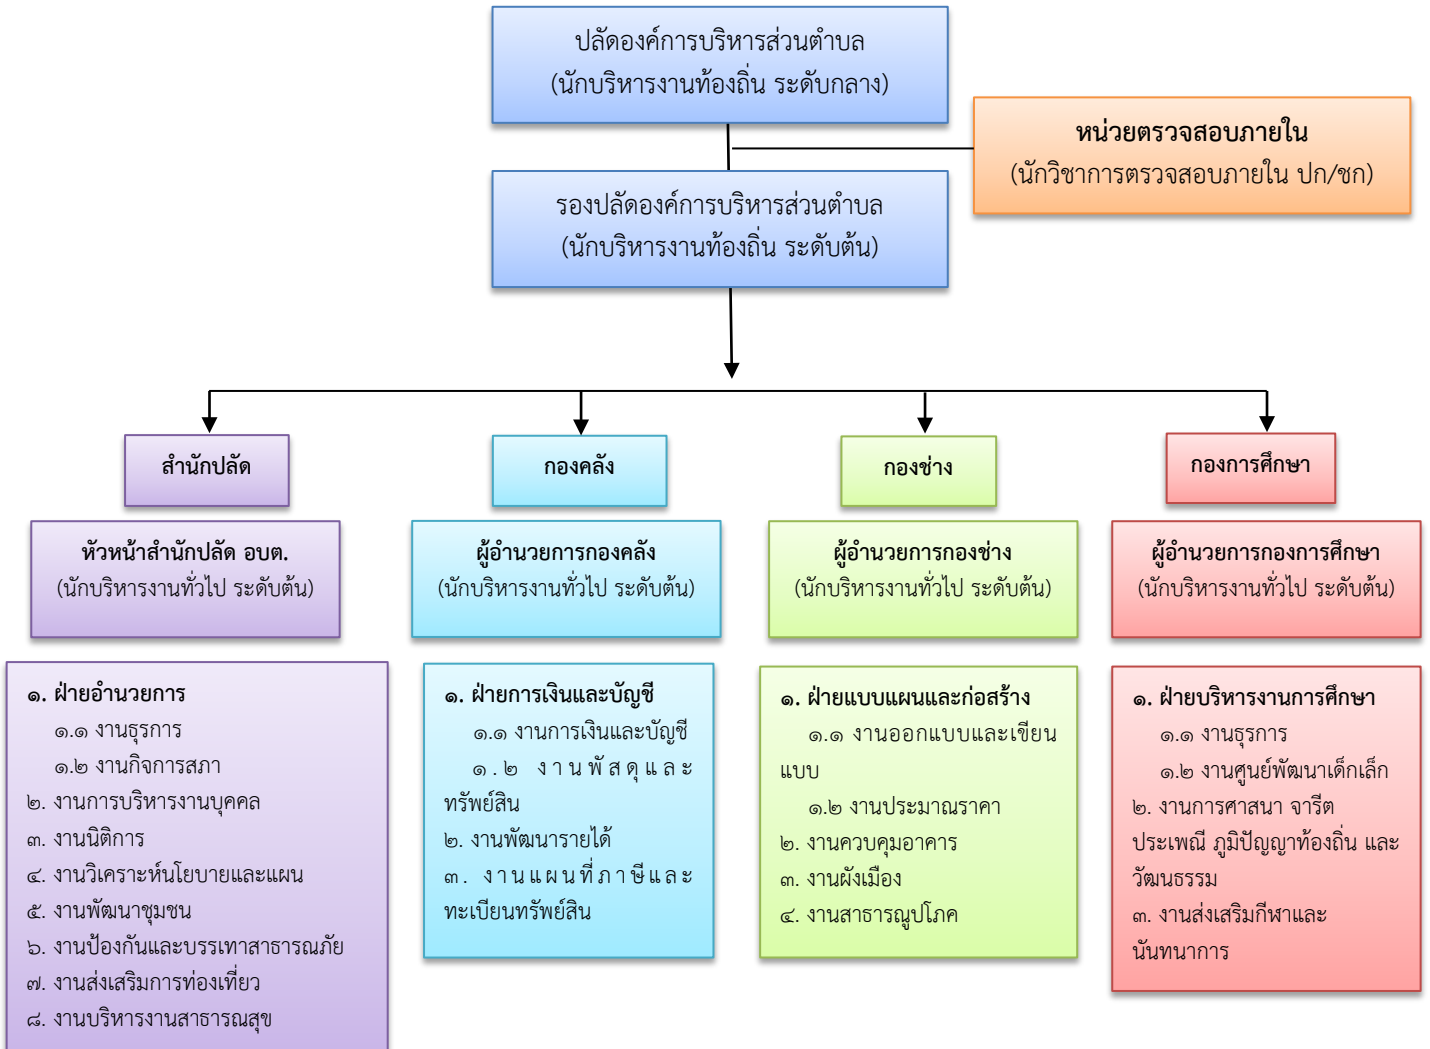 ปลัดองค์การบริหารส่วนตำบล
(นักบริหารงานท้องถิ่น ระดับกลาง)
หน่วยตรวจสอบภายใน
(นักวิชาการตรวจสอบภายใน ปก/ชก)
รองปลัดองค์การบริหารส่วนตำบล
(นักบริหารงานท้องถิ่น ระดับต้น)
สำนักปลัด
กองคลัง
กองช่าง
กองการศึกษา
หัวหน้าสำนักปลัด อบต.
(นักบริหารงานทั่วไป ระดับต้น)
ผู้อำนวยการกองคลัง
(นักบริหารงานทั่วไป ระดับต้น)
ผู้อำนวยการกองช่าง
(นักบริหารงานทั่วไป ระดับต้น)
ผู้อำนวยการกองการศึกษา
(นักบริหารงานทั่วไป ระดับต้น)
๑. ฝ่ายอำนวยการ
๑.๑ งานธุรการ
๑.๒ งานกิจการสภา
๒. งานการบริหารงานบุคคล
๓. งานนิติการ
๔. งานวิเคราะห์นโยบายและแผน
๕. งานพัฒนาชุมชน
๖. งานป้องกันและบรรเทาสาธารณภัย
๗. งานส่งเสริมการท่องเที่ยว
๘. งานบริหารงานสาธารณสุข
๑. ฝ่ายการเงินและบัญชี
๑.๑ งานการเงินและบัญชี
๑.๒ งานพัสดุและ
ทรัพย์สิน
๒. งานพัฒนารายได้
๓. งานแผนที่ภาษีและ
ทะเบียนทรัพย์สิน
๑. ฝ่ายแบบแผนและก่อสร้าง
๑.๑ งานออกแบบและเขียน
แบบ
๑.๒ งานประมาณราคา
๒. งานควบคุมอาคาร
๓. งานผังเมือง
๔. งานสาธารณูปโภค
๑. ฝ่ายบริหารงานการศึกษา
๑.๑ งานธุรการ
๑.๒ งานศูนย์พัฒนาเด็กเล็ก
๒. งานการศาสนา จารีต
ประเพณี ภูมิปัญญาท้องถิ่น และ
วัฒนธรรม
๓. งานส่งเสริมกีฬาและ
นันทนาการ